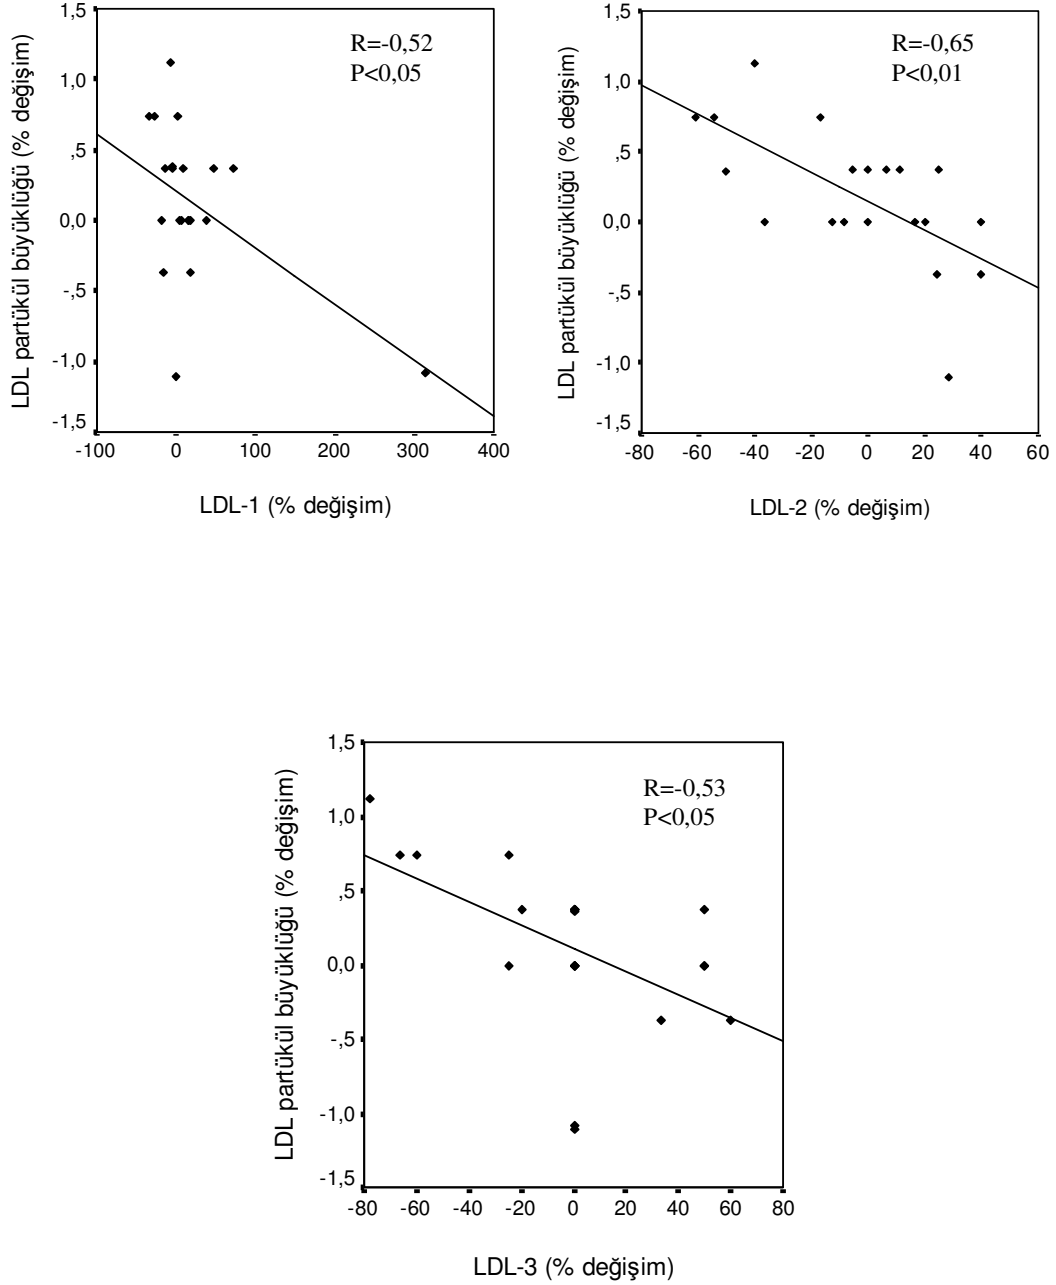 LDL partükül büyüklüğü (% değişim)
1,5
1,0
,5
0,0
-,5
-1,0
-1,5
R=-0,52
P<0,05
-100 0 100 200 300 400
LDL-1 (% değişim)
LDL partükül büyüklüğü (% değişim)
1,5
1,0
,5
0,0
-,5
-1,0
-1,5
R=-0,65
P<0,01
-80 -60 -40 -20 0 20 40 60
LDL-2 (% değişim)
LDL partükül büyüklüğü (% değişim)
1,5
1,0
,5
0,0
-,5
-1,0
-1,5
R=-0,53
P<0,05
-80 -60 -40 -20 0 20 40 60 80
LDL-3 (% değişim)